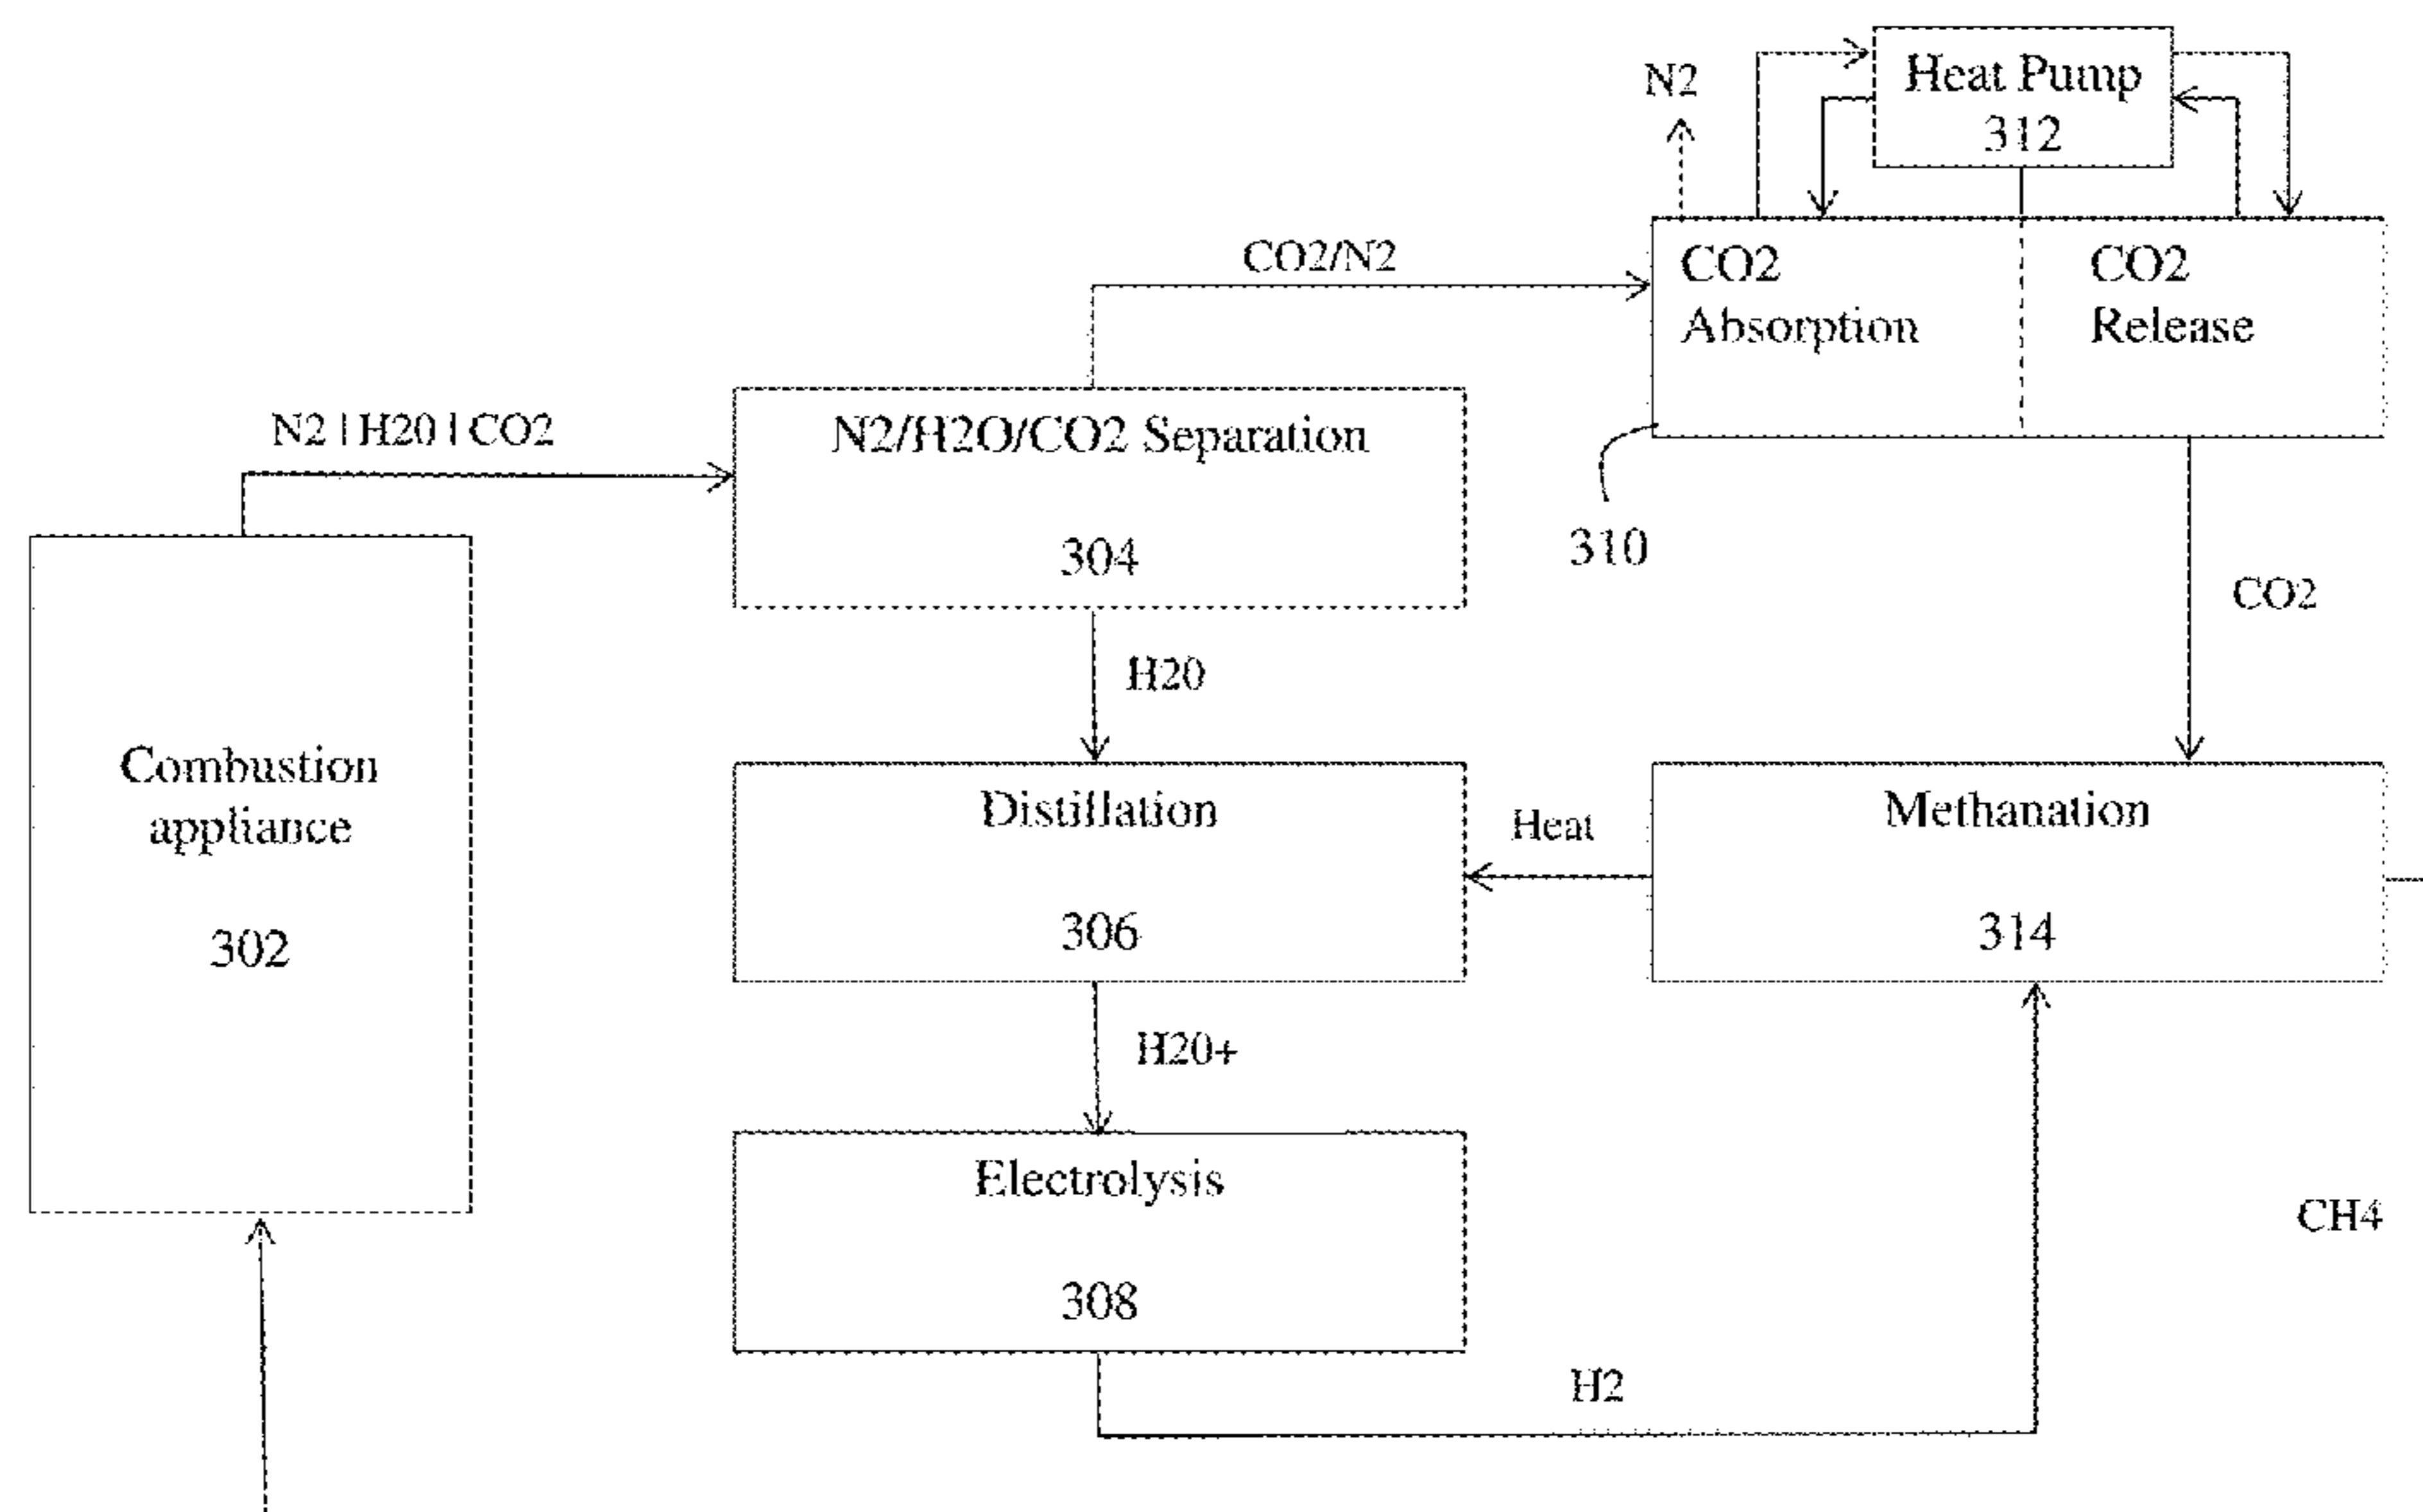 N2
Heat Pump
312
CO2/N2
CO2
Absorption
CO2
Release
N2 | H20 | CO2
N2/H2O/CO2 Separation
304
310
CO2
H20
Combustion
appliance
302
Distillation
306
Heat
Methanation
314
H20+
Electrolysis
308
CH4
H2